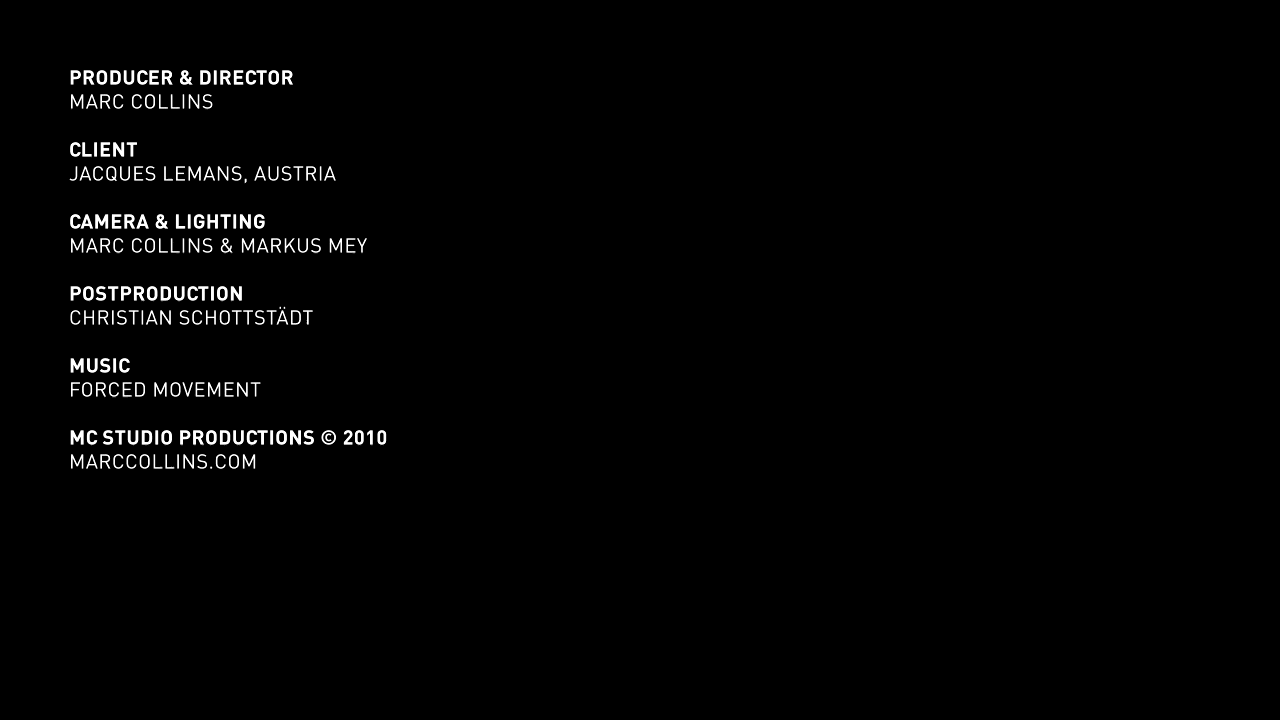 PRODUCER & DIRECTOR
MARC COLLINS
CLIENT
JACQUES LEMANS, AUSTRIA
CAMERA & LIGHTING
MARC COLLINS & MARKUS MEY
POSTPRODUCTION
CHRISTIAN SCHOTTSTÄDT
MUSIC
FORCED MOVEMENT
MC STUDIO PRODUCTIONS © 2010
MARCCOLLINS.COM